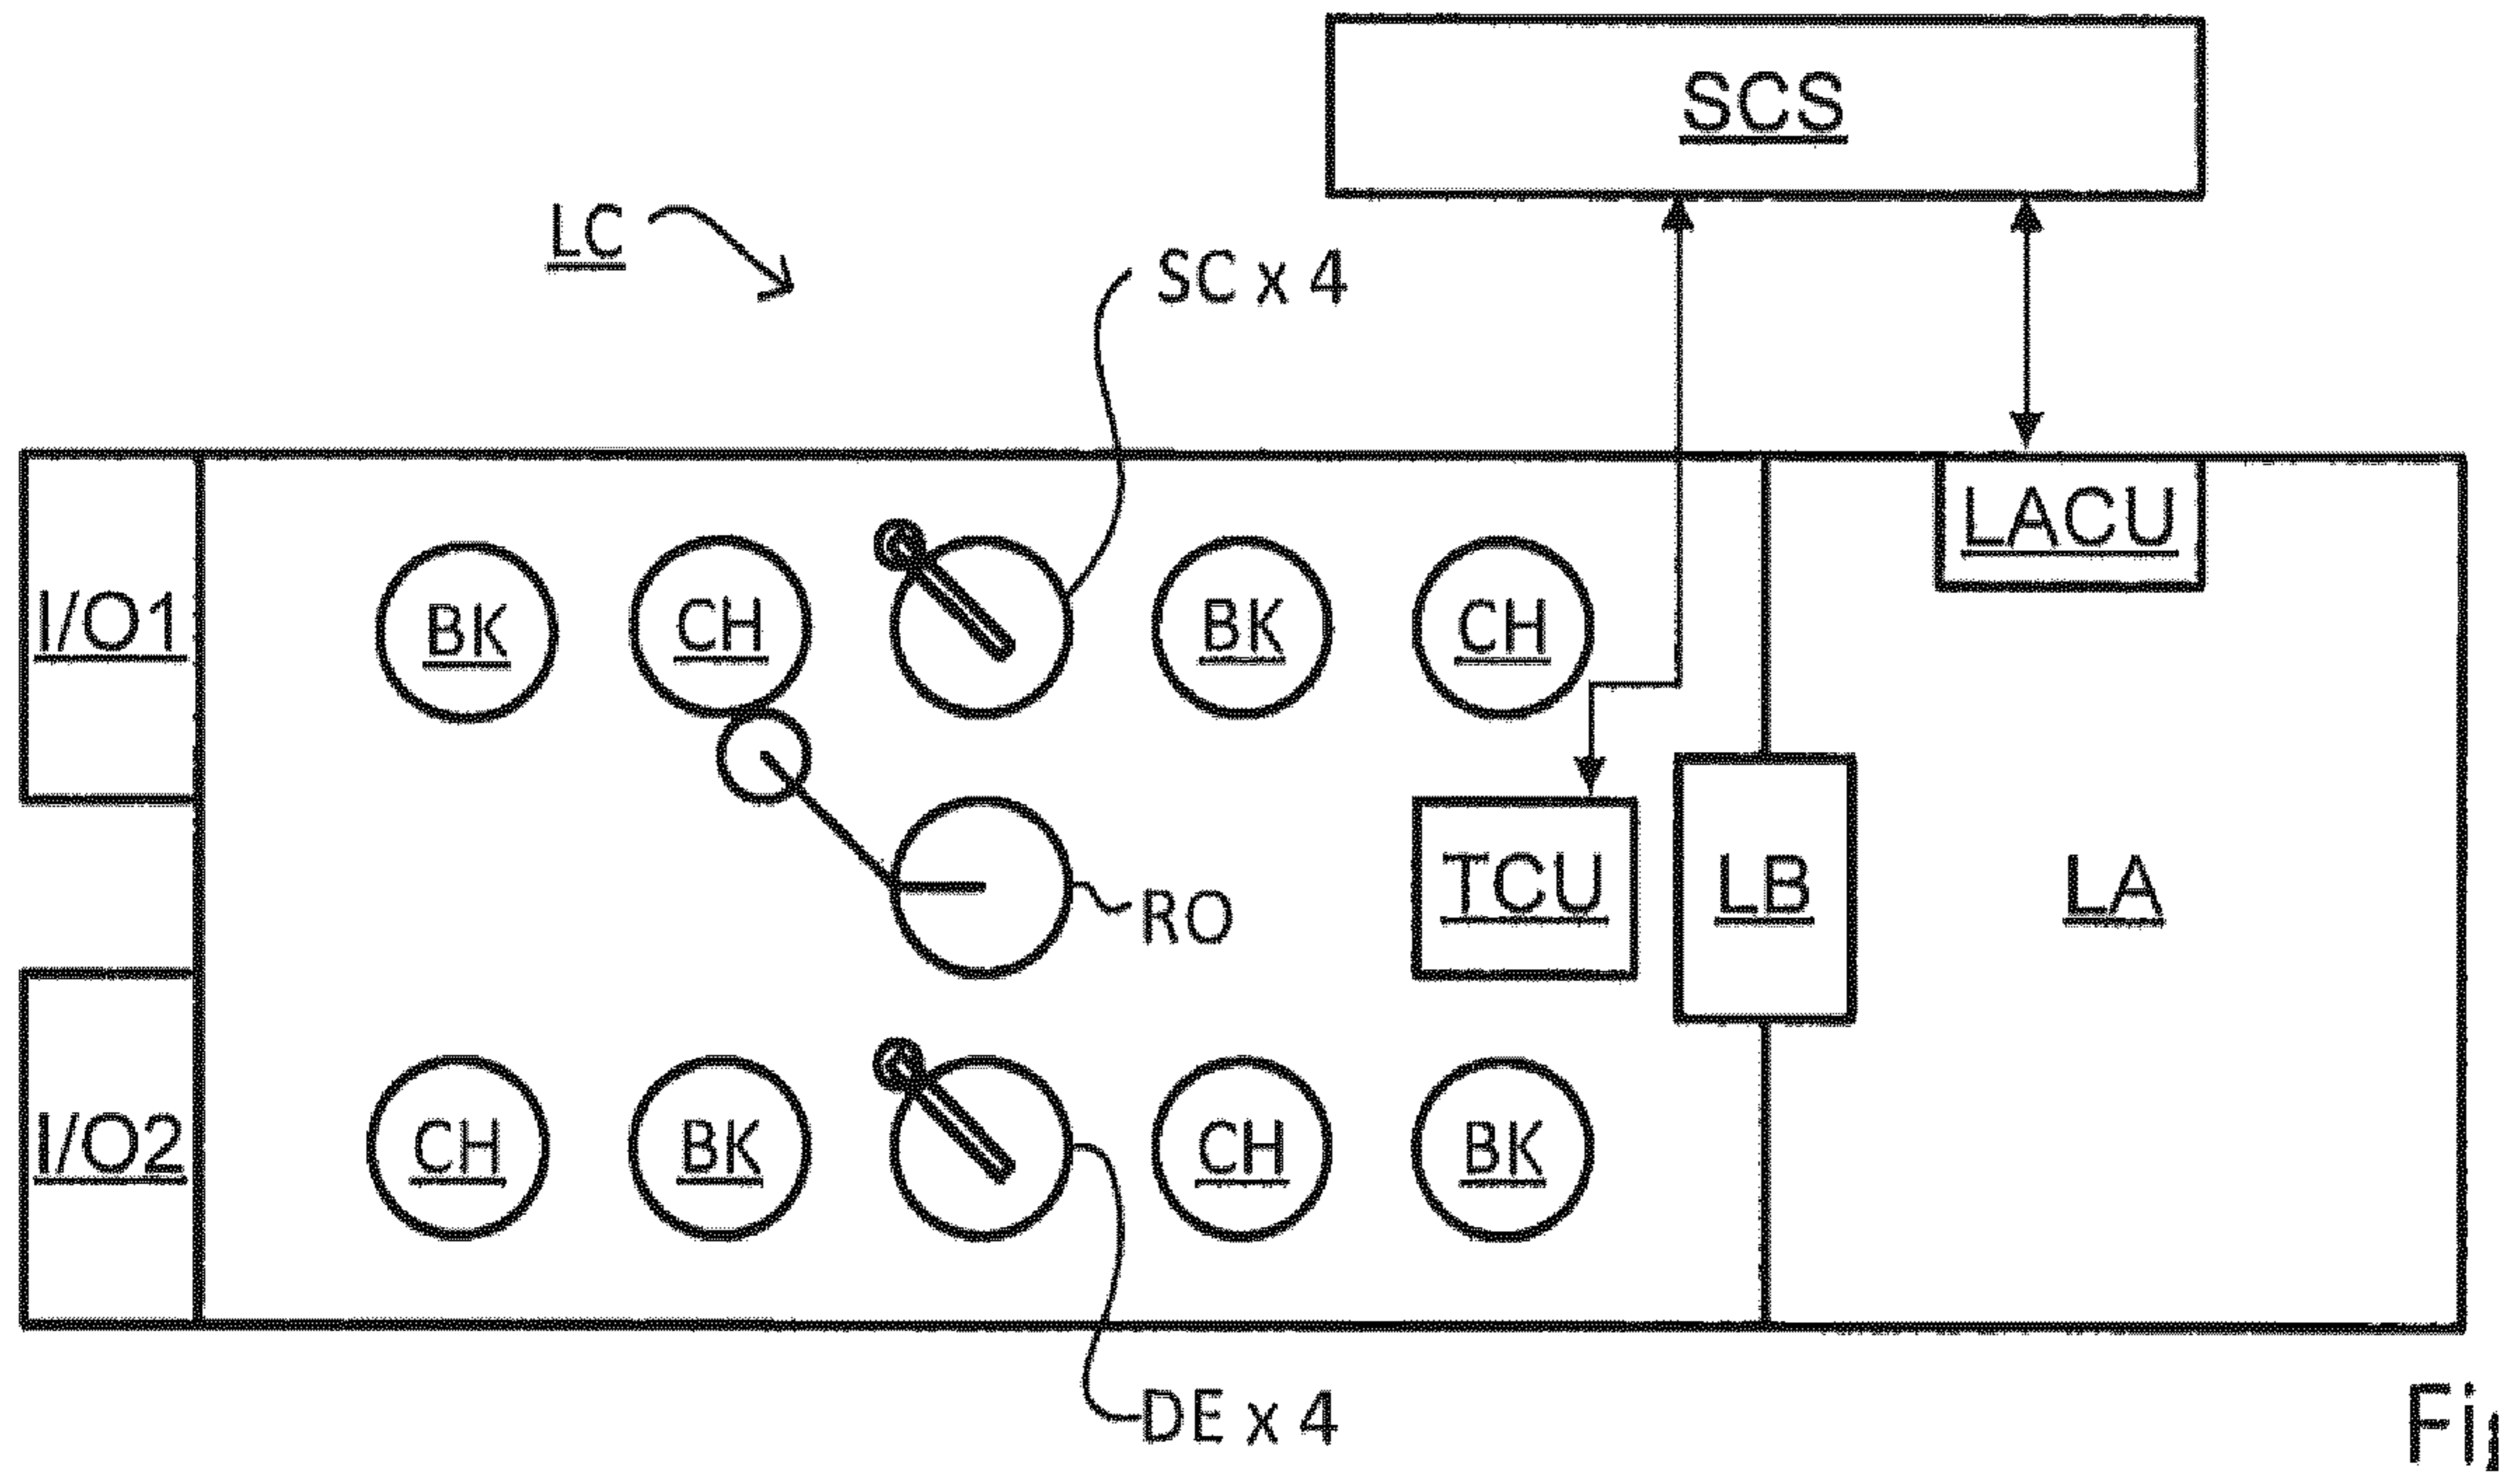 SCS
LC
SC x 4
LACU
I/O1
BK
CH
BK
CH
RO
TCU
LB
LA
I/O2
CH
BK
CH
BK
DE x 4